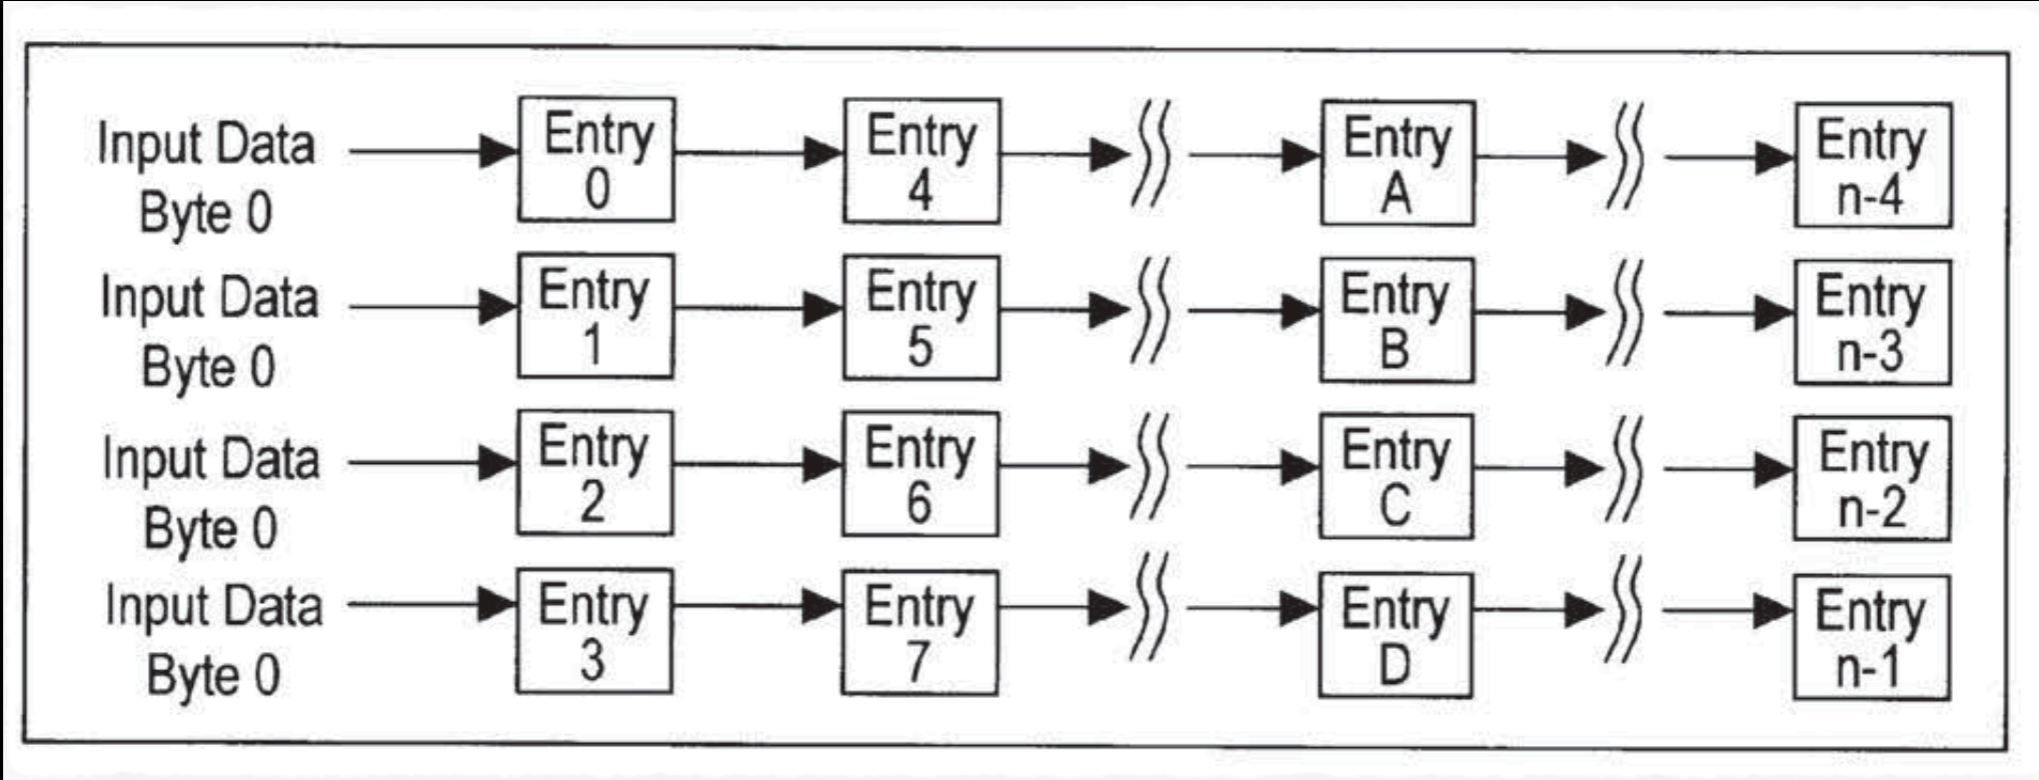 Input Data
Byte 0
Entry
0
Entry
4
Entry
A
Entry
n-4
Input Data
Byte 0
Entry
1
Entry
5
Entry
B
Entry
n-3
Input Data
Byte 0
Entry
2
Entry
6
Entry
C
Entry
n-2
Input Data
Byte 0
Entry
3
Entry
7
Entry
D
Entry
n-1